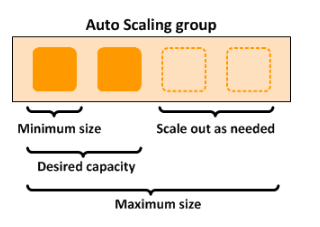 Auto Scaling group
Minimum size
Scale out as needed
Desired capacity
Maximum size